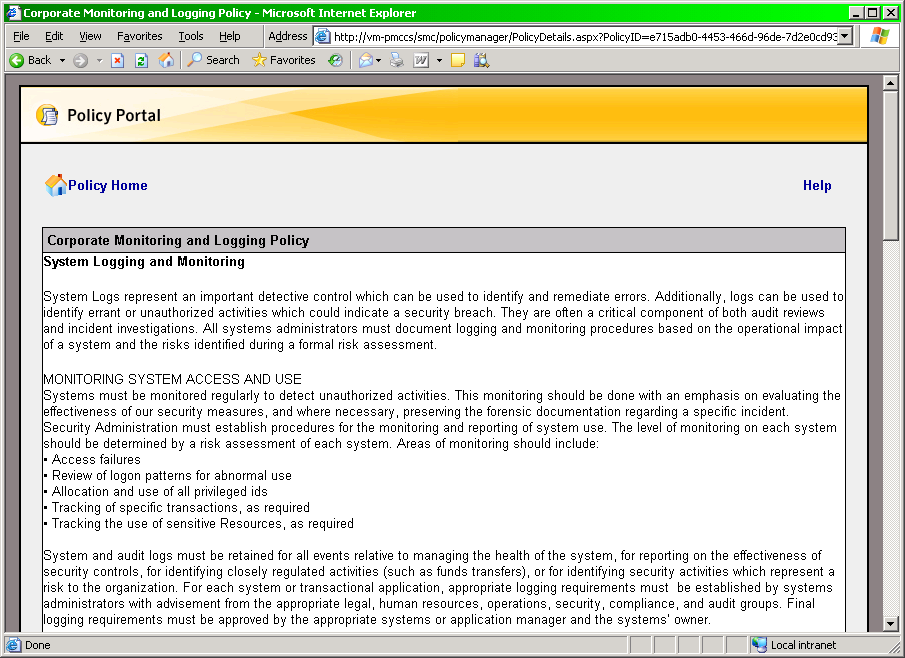 Corporate Monitoring and Logging Policy - Microsoft Internet Explorer
File Edit View Favorites Tools Help Address http://vm-pmccs/smc/policymanager/PolicyDetails.aspx?PolicyID=e715adb0-4453-466d-96de-7d2e0cd93
Back Search Favorites
Policy Portal
Policy Home Help
Corporate Monitoring and Logging Policy
System Logging and Monitoring
System Logs represent an important detective control which can be used to identify and remediate errors. Additionally, logs can be used to
identify errant or unauthorized activities which could indicate a security breach. They are often a critical component of both audit reviews
and incident investigations. All systems administrators must document logging and monitoring procedures based on the operational impact
of a system and the risks identified during a formal risk assessment.
MONITORING SYSTEM ACCESS AND USE
Systems must be monitored regularly to detect unauthorized activities. This monitoring should be done with an emphasis on evaluating the
effectiveness of our security measures, and where necessary, preserving the forensic documentation regarding a specific incident.
Security Administration must establish procedures for the monitoring and reporting of system use. The level of monitoring on each system
should be determined by a risk assessment of each system. Areas of monitoring should include:
• Access failures
• Review of logon patterns for abnormal use
• Allocation and use of all privileged ids
• Tracking of specific transactions, as required
• Tracking the use of sensitive Resources, as required
System and audit logs must be retained for all events relative to managing the health of the system, for reporting on the effectiveness of
security controls, for identifying closely regulated activities (such as funds transfers), or for identifying security activities which represent a
risk to the organization. For each system or transactional application, appropriate logging requirements must be established by systems
administrators with advisement from the appropriate legal, human resources, operations, security, compliance, and audit groups. Final
logging requirements must be approved by the appropriate systems or application manager and the systems' owner.
Done Local intranet